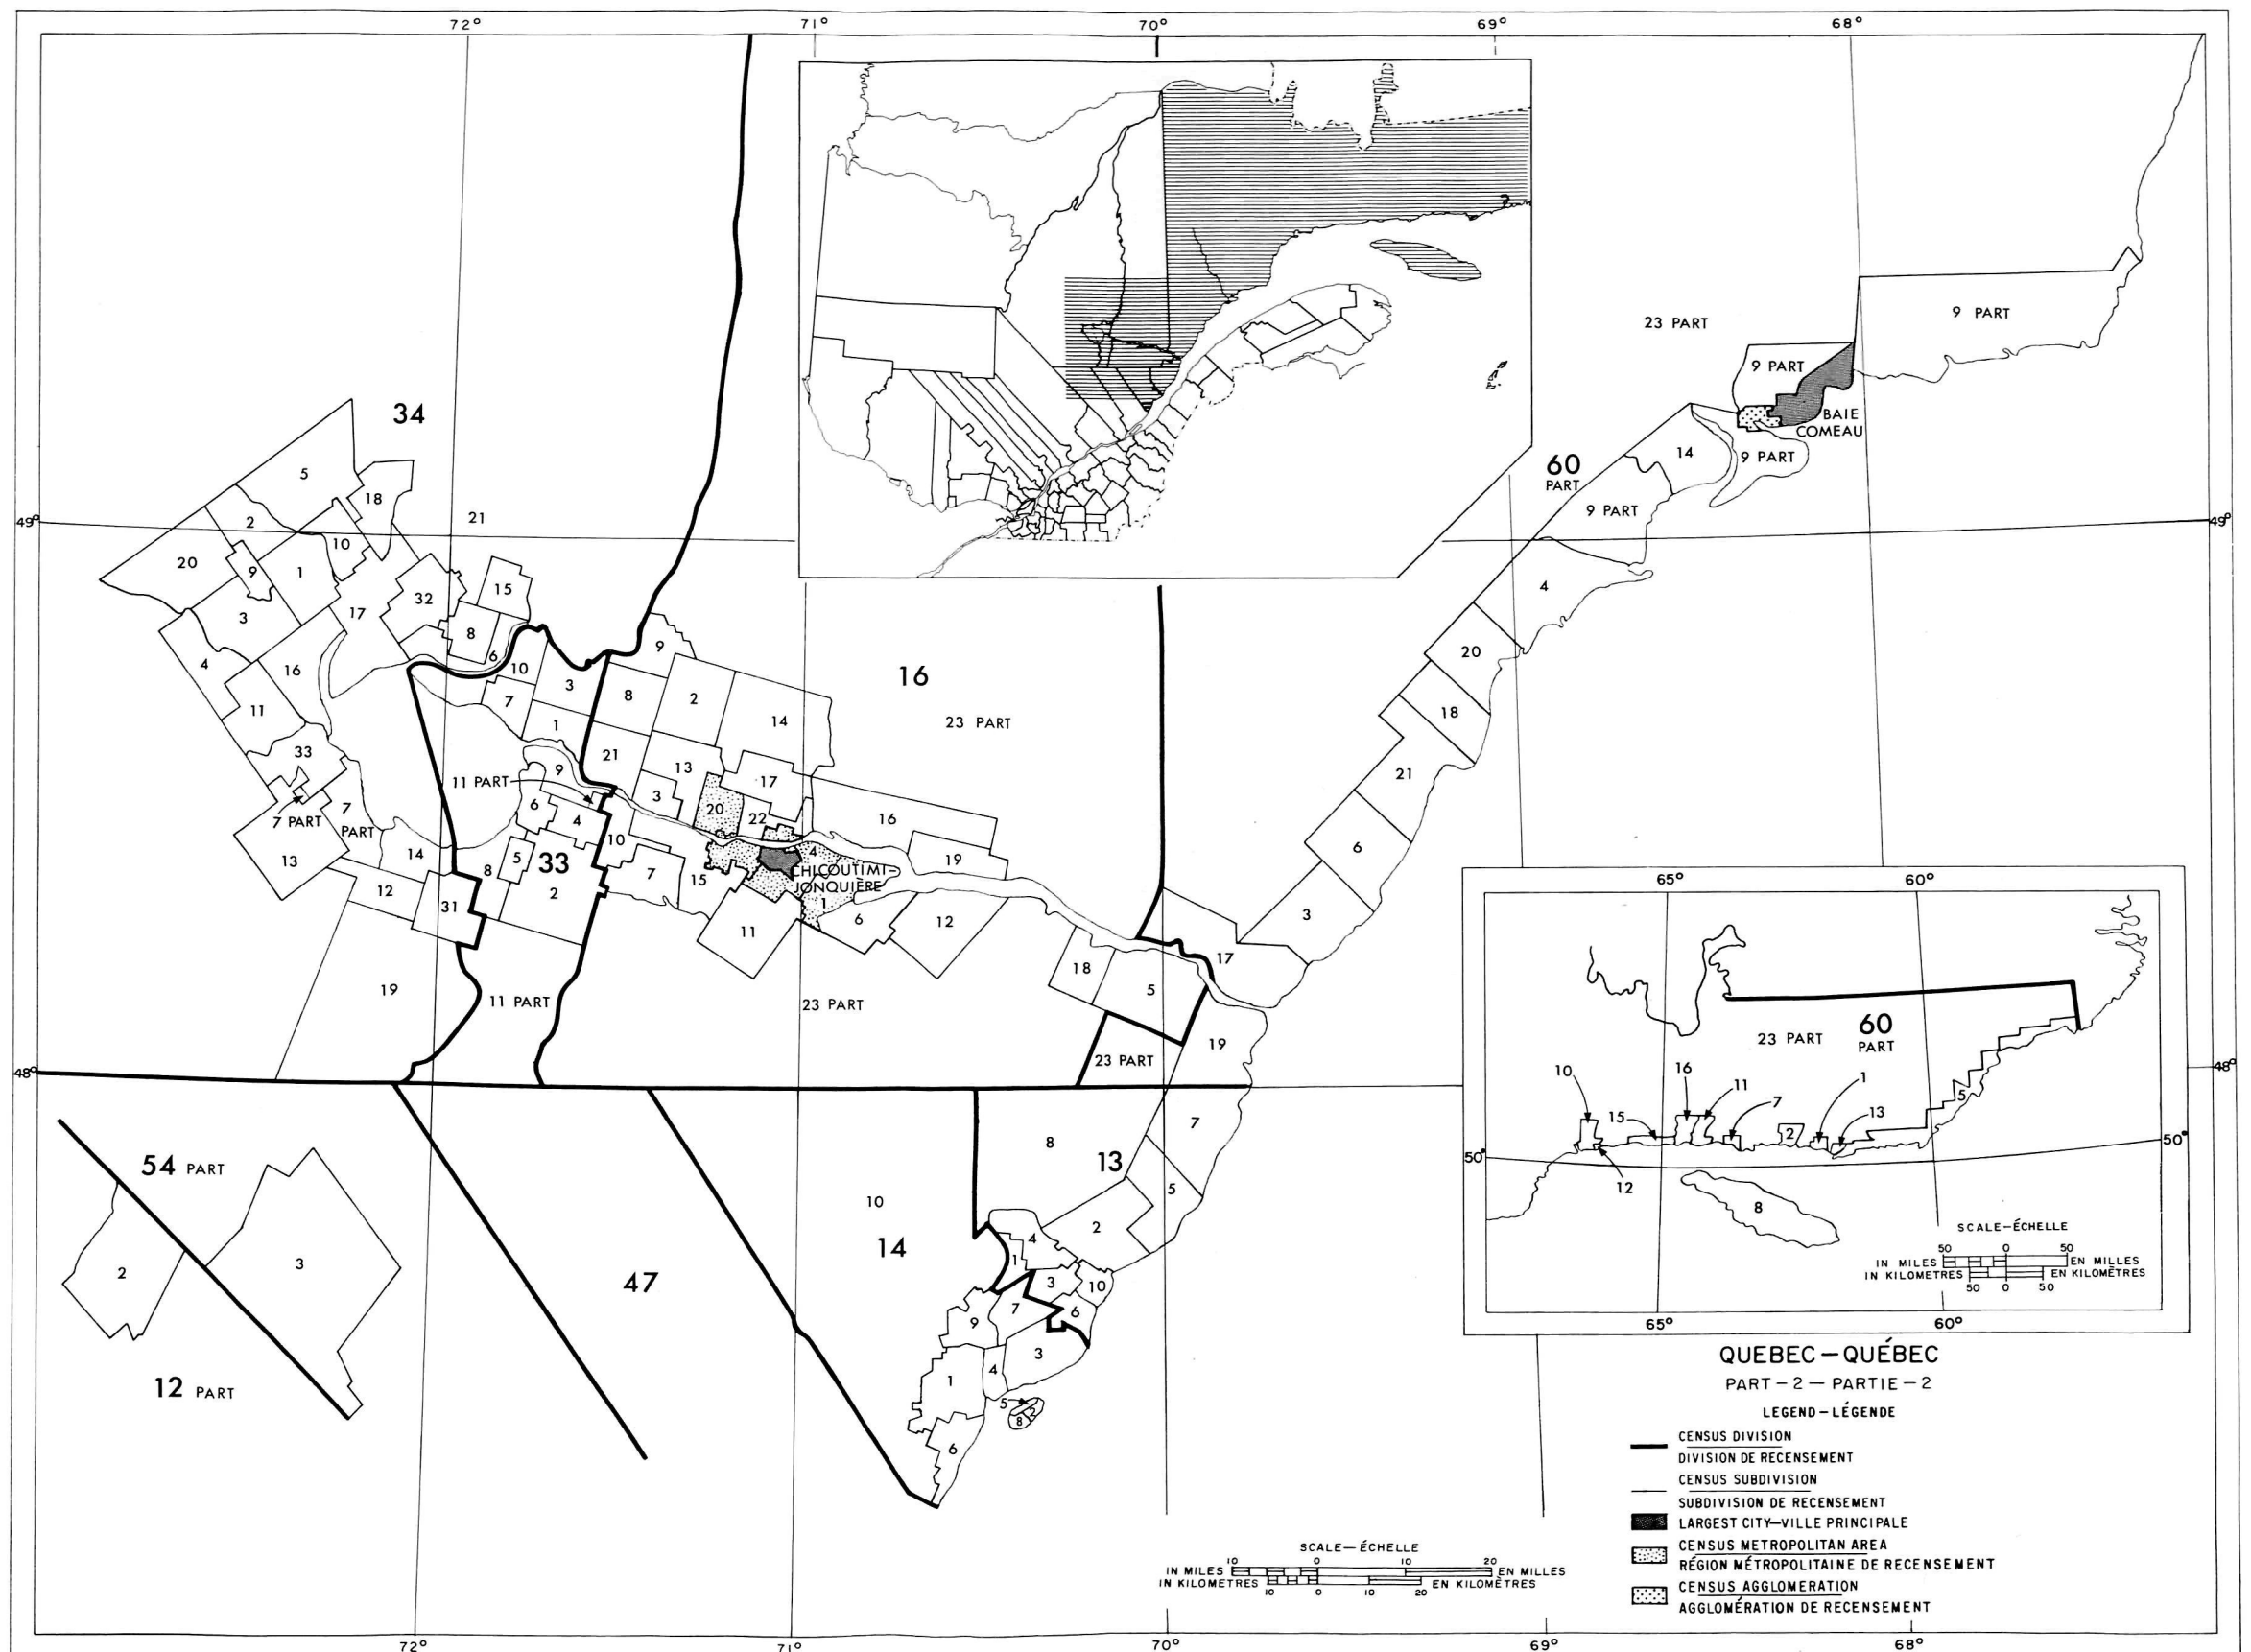 72°
71°
70°
69°
68°
34
5
18
2
21
10
20
9
1
3
17
32
15
8
6
4
16
11
33
7 PART
7
PART
13
14
12
31
19
49°
49°
10
7
3
1
9
11 PART
6
4
5
33
8
2
11 PART
9
8
2
14
16
23 PART
21
13
17
3
20
22
16
10
4
19
CHICOUTIMI-
JONQUIÈRE
7
15
1
6
12
11
18
5
23 PART
23 PART
23 PART
9 PART
9 PART
BAIE
COMEAU
14
9 PART
60
PART
9 PART
4
20
18
21
6
3
17
19
48°
48°
54 PART
2
3
12 PART
47
10
14
8
13
7
5
2
4
1
3
10
6
7
9
3
4
1
5
2
8
6
65°
60°
23 PART
60
PART
10
16
11
7
1
13
15
2
5
12
8
50°
50°
SCALE—ÉCHELLE
50 0 50
IN MILES EN MILLES
IN KILOMETRES EN KILOMÈTRES
50 0 50
65°
60°
QUEBEC—QUÉBEC
PART—2—PARTIE—2
LEGEND—LÉGENDE
CENSUS DIVISION
DIVISION DE RECENSEMENT
CENSUS SUBDIVISION
SUBDIVISION DE RECENSEMENT
LARGEST CITY—VILLE PRINCIPALE
CENSUS METROPOLITAN AREA
RÉGION MÉTROPOLITAINE DE RECENSEMENT
CENSUS AGGLOMERATION
AGGLOMÉRATION DE RECENSEMENT
SCALE—ÉCHELLE
10 0 10 20
IN MILES EN MILLES
IN KILOMETRES EN KILOMÈTRES
10 0 10 20
72°
71°
70°
69°
68°